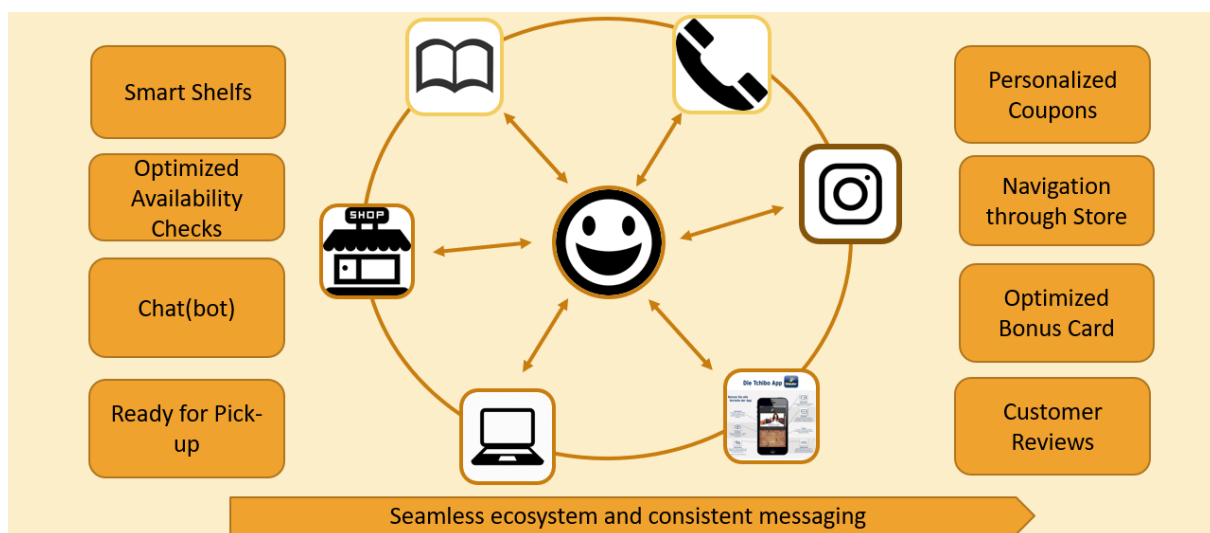 Smart Shelfs
Optimized
Availability
Checks
Chat(bot)
Ready for Pick-
up
SHOP
Die Tchibo App
Personalized
Coupons
Navigation
through Store
Optimized
Bonus Card
Customer
Reviews
Seamless ecosystem and consistent messaging